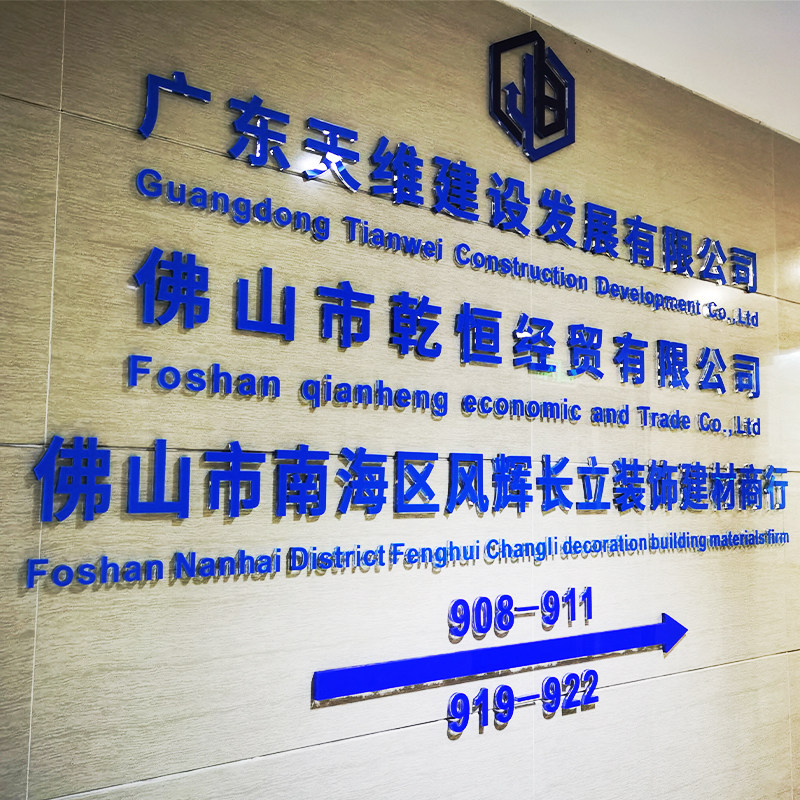 广东天维建设发展有限公司
Guangdong Tianwei Construction Development Co.,Ltd
佛山市乾恒经贸有限公司
Foshan qianheng economic and Trade Co.,Ltd
佛山市南海区风辉长立装饰建材商行
Foshan Nanhai District Fenghui Changli decoration building materials firm
908-911
919-922